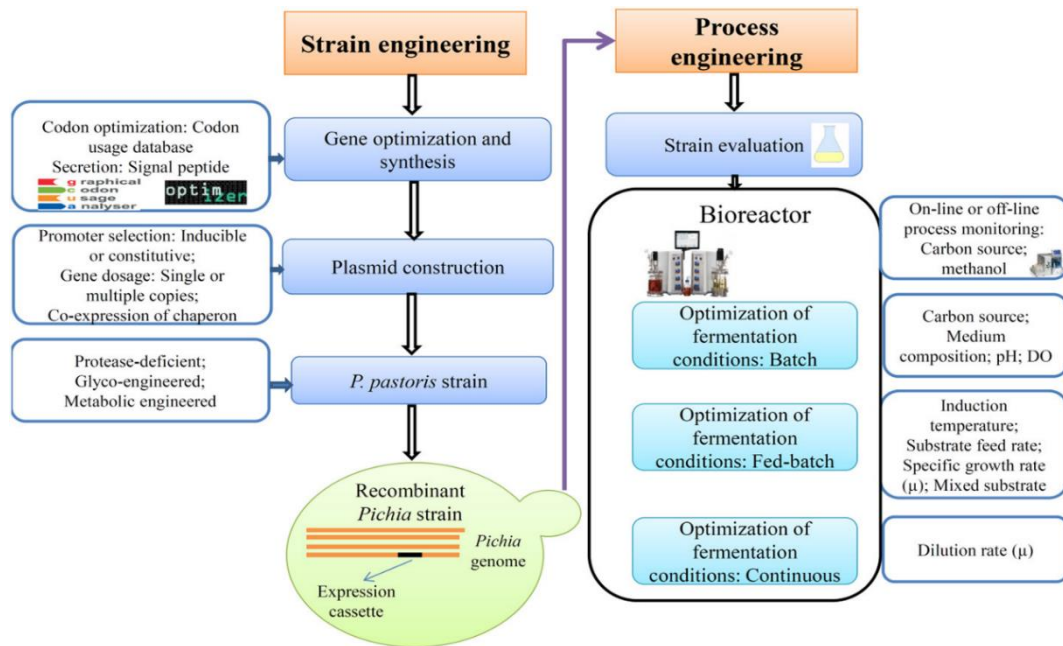 Strain engineering
Codon optimization: Codon
usage database
Secretion: Signal peptide
graphical
codon
usage
analyser
optim
izer
Gene optimization and
synthesis
Promoter selection: Inducible
or constitutive;
Gene dosage: Single or
multiple copies;
Co-expression of chaperon
Plasmid construction
Protease-deficient;
Glyco-engineered;
Metabolic engineered
P. pastoris strain
Recombinant
Pichia strain
Pichia
genome
Expression
cassette
Process
engineering
Strain evaluation
Bioreactor
On-line or off-line
process monitoring:
Carbon source;
methanol
Optimization of
fermentation
conditions: Batch
Carbon source;
Medium
composition; pH; DO
Optimization of
fermentation
conditions: Fed-batch
Induction
temperature;
Substrate feed rate;
Specific growth rate
(μ); Mixed substrate
Optimization of
fermentation
conditions: Continuous
Dilution rate (μ)